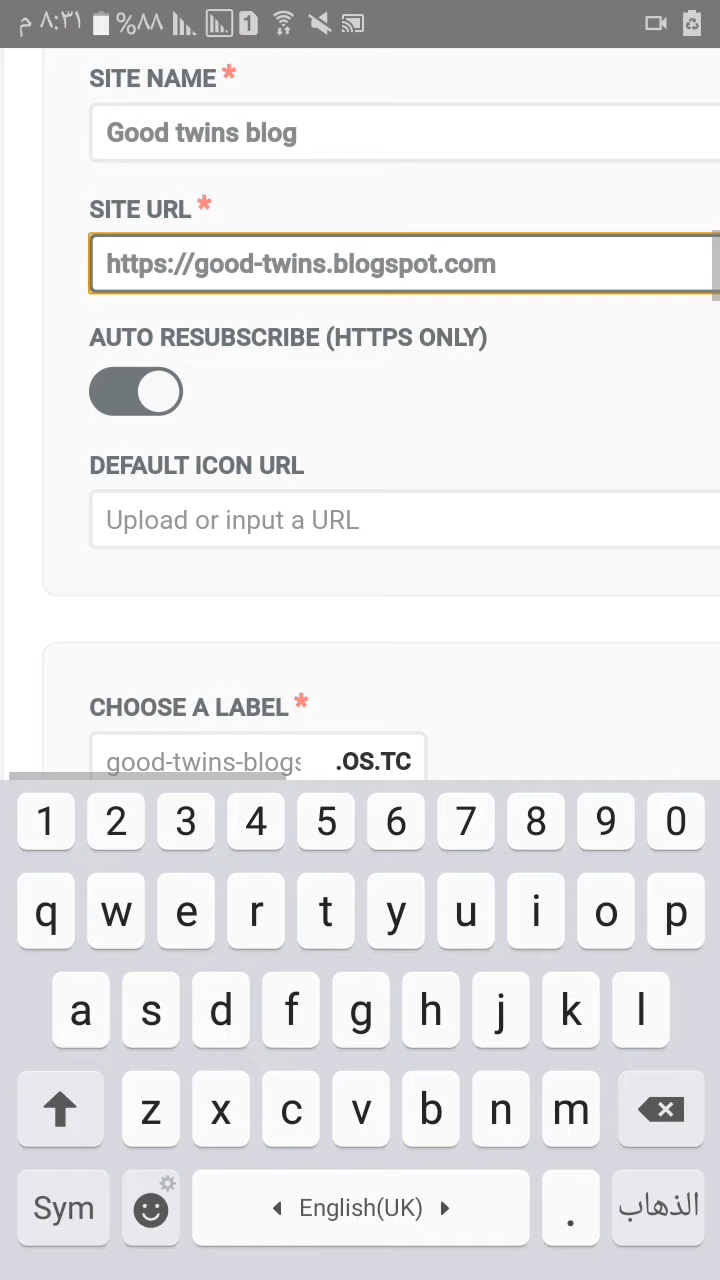 م ٨:٣١ %٨٨ 1
SITE NAME *
Good twins blog
SITE URL *
https://good-twins.blogspot.com
AUTO RESUBSCRIBE (HTTPS ONLY)
DEFAULT ICON URL
Upload or input a URL
CHOOSE A LABEL *
good-twins-blogs .OS.TC
1 2 3 4 5 6 7 8 9 0
q w e r t y u i o p
a s d f g h j k l
z x c v b n m
Sym English(UK) . الذهاب